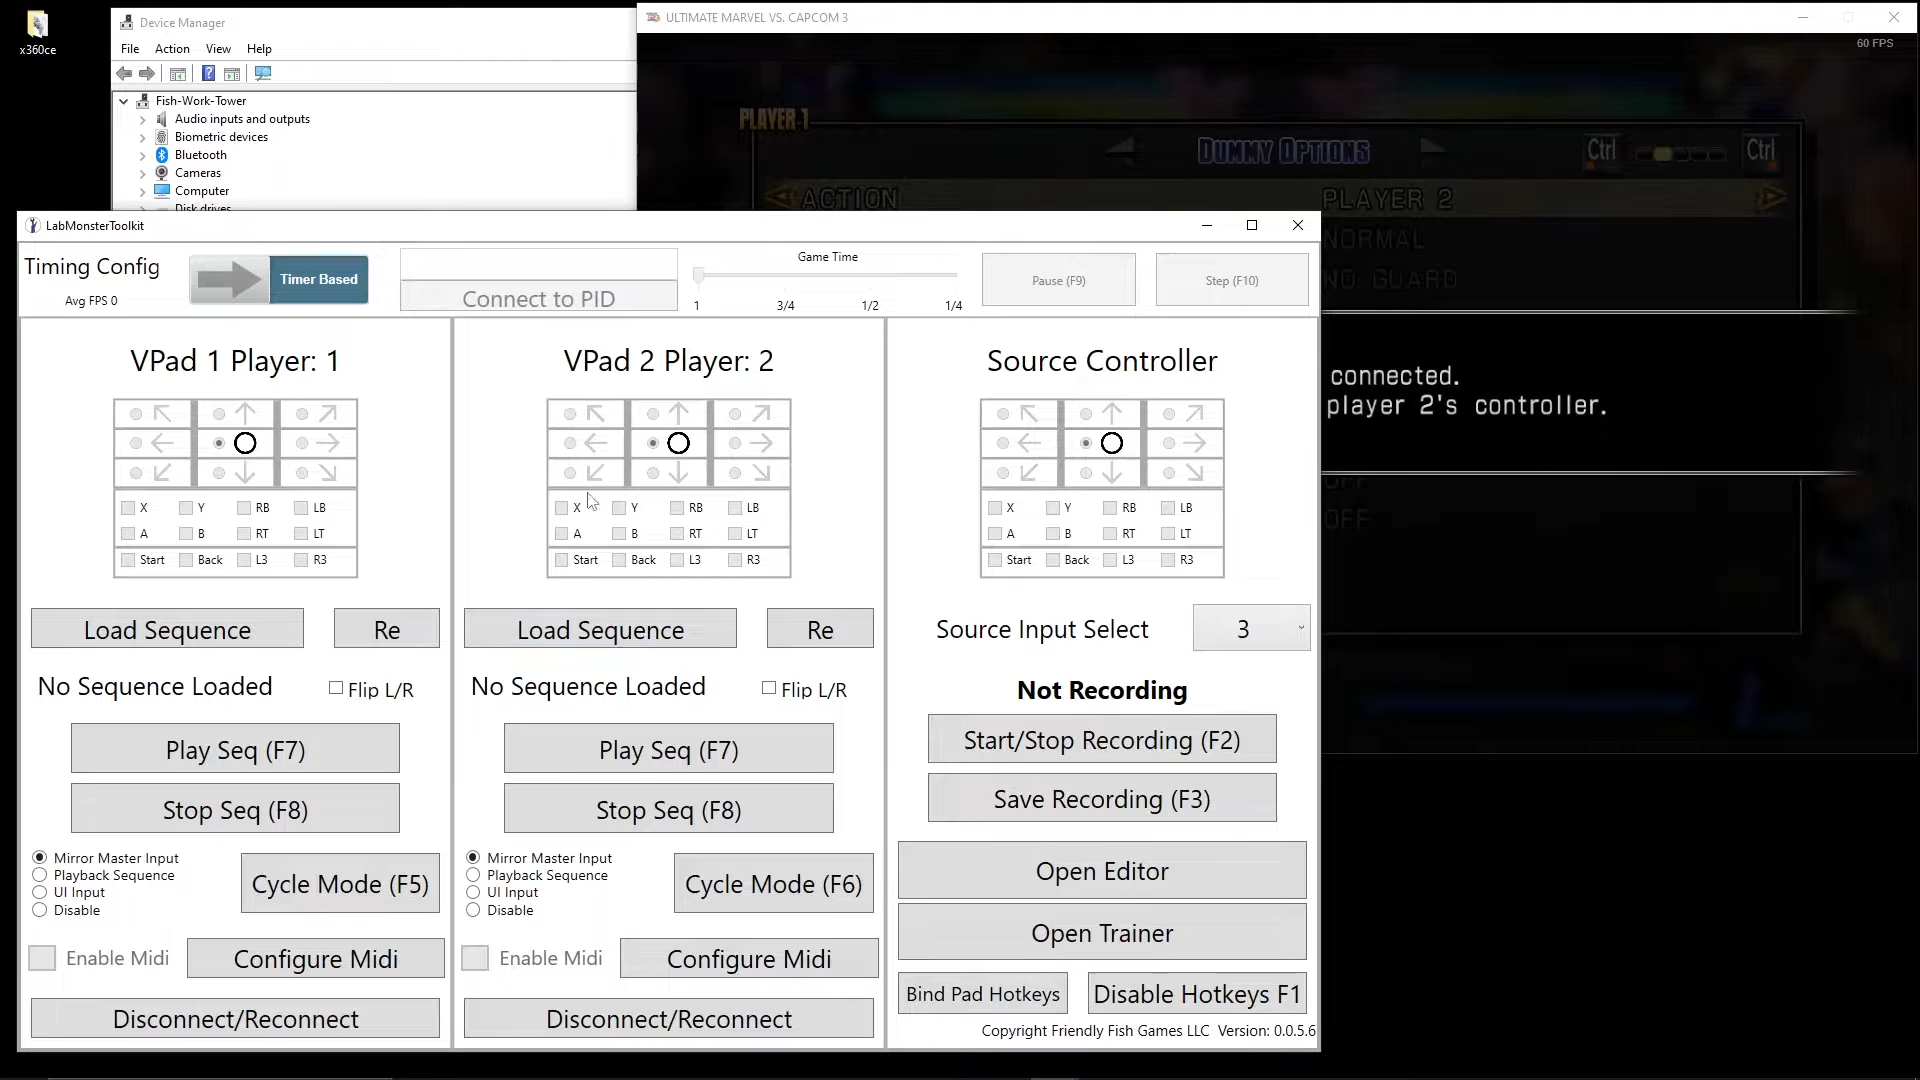 x360ce
Device Manager
File Action View Help
Fish-Work-Tower
Audio inputs and outputs
Biometric devices
Bluetooth
Cameras
Computer
Disk drives
ULTIMATE MARVEL VS. CAPCOM 3
60 FPS
PLAYER 1
DUMMY OPTIONS
Ctrl Ctrl
ACTION PLAYER 2
NORMAL
NO GUARD
connected.
player 2's controller.
OFF
OFF
LabMonsterToolkit
Timing Config
Avg FPS 0
Timer Based
Connect to PID
Game Time
1 3/4 1/2 1/4
Pause (F9)
Step (F10)
VPad 1 Player: 1
X Y RB LB
A B RT LT
Start Back L3 R3
Load Sequence Re
No Sequence Loaded Flip L/R
Play Seq (F7)
Stop Seq (F8)
Mirror Master Input
Playback Sequence
UI Input
Disable
Cycle Mode (F5)
Enable Midi Configure Midi
Disconnect/Reconnect
VPad 2 Player: 2
X Y RB LB
A B RT LT
Start Back L3 R3
Load Sequence Re
No Sequence Loaded Flip L/R
Play Seq (F7)
Stop Seq (F8)
Mirror Master Input
Playback Sequence
UI Input
Disable
Cycle Mode (F6)
Enable Midi Configure Midi
Disconnect/Reconnect
Source Controller
X Y RB LB
A B RT LT
Start Back L3 R3
Source Input Select 3
Not Recording
Start/Stop Recording (F2)
Save Recording (F3)
Open Editor
Open Trainer
Bind Pad Hotkeys Disable Hotkeys F1
Copyright Friendly Fish Games LLC Version: 0.0.5.6